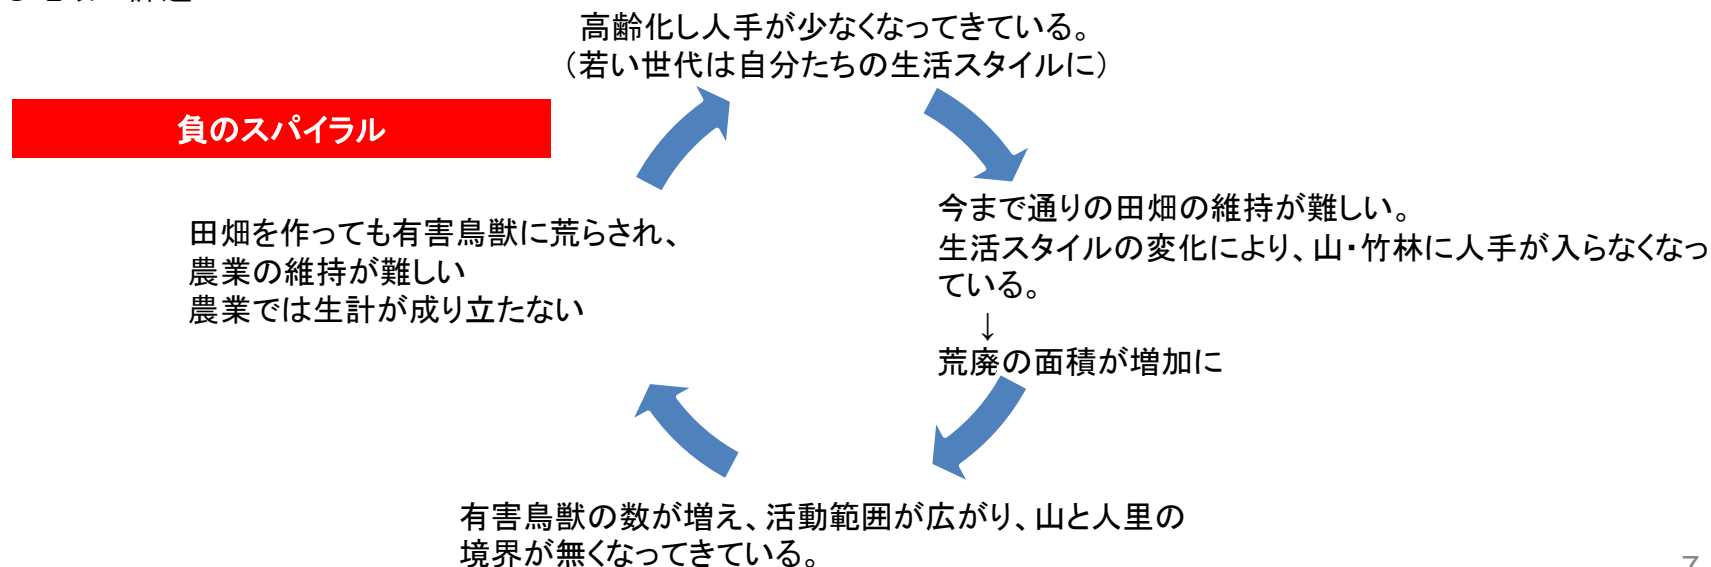 高齢化し人手が少なくなってきている。
（若い世代は自分たちの生活スタイルに）
負のスパイラル
今まで通りの田畑の維持が難しい。
生活スタイルの変化により、山・竹林に人手が入らなくなっ
ている。
↓
荒廃の面積が増加に
田畑を作っても有害鳥獣に荒らされ、
農業の維持が難しい
農業では生計が成り立たない
有害鳥獣の数が増え、活動範囲が広がり、山と人里の
境界が無くなってきている。
7